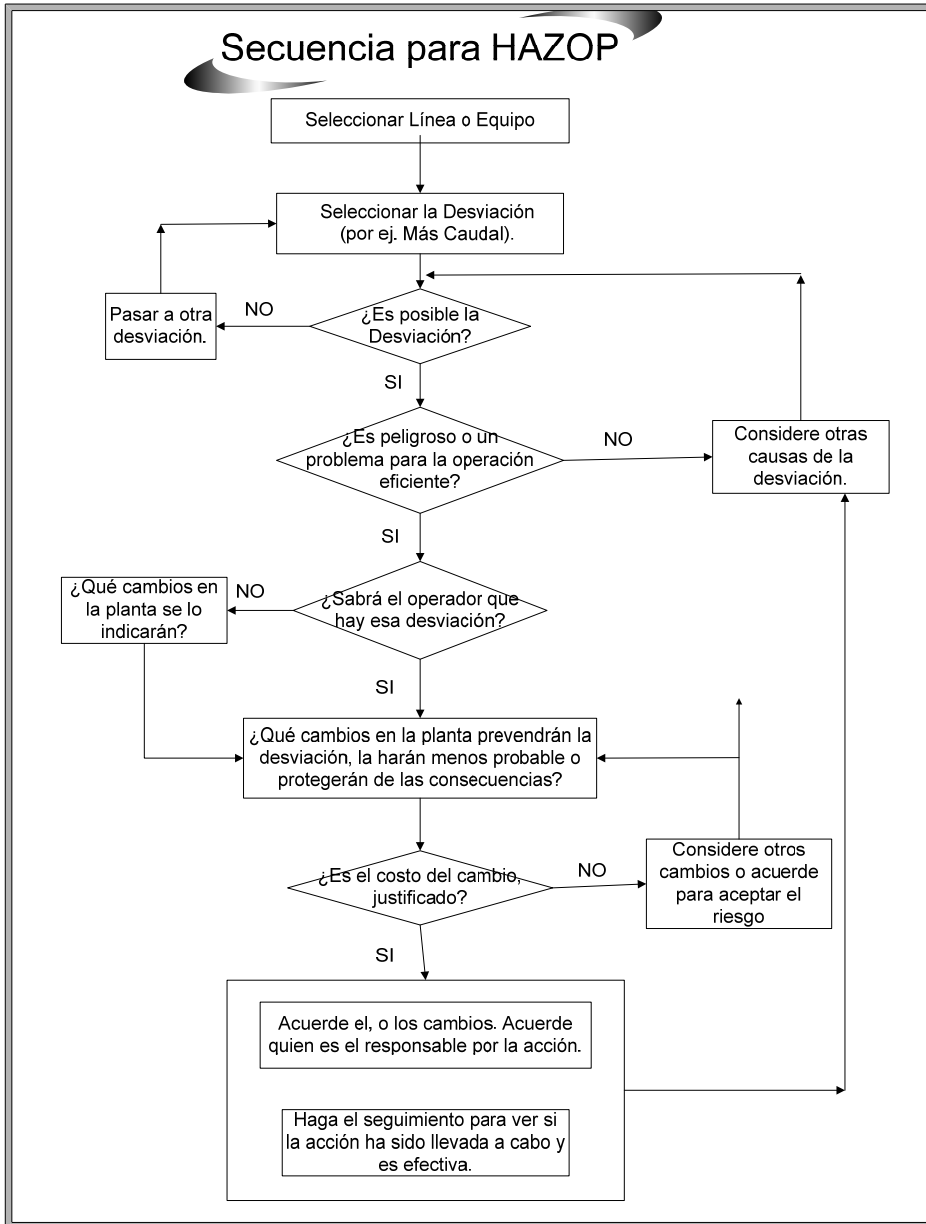 Secuencia para HAZOP
Seleccionar Línea o Equipo
Seleccionar la Desviación
(por ej. Más Caudal).
Pasar a otra
desviación.
NO
¿Es posible la
Desviación?
SI
¿Es peligroso o un
problema para la operación
eficiente?
NO
Considere otras
causas de la
desviación.
SI
¿Qué cambios en
la planta se lo
indicarán?
NO
¿Sabrá el operador que
hay esa desviación?
SI
¿Qué cambios en la planta prevendrán la
desviación, la harán menos probable o
protegerán de las consecuencias?
¿Es el costo del cambio,
justificado?
NO
Considere otros
cambios o acuerde
para aceptar el
riesgo
SI
Acuerde el, o los cambios. Acuerde
quien es el responsable por la acción.
Haga el seguimiento para ver si
la acción ha sido llevada a cabo y
es efectiva.